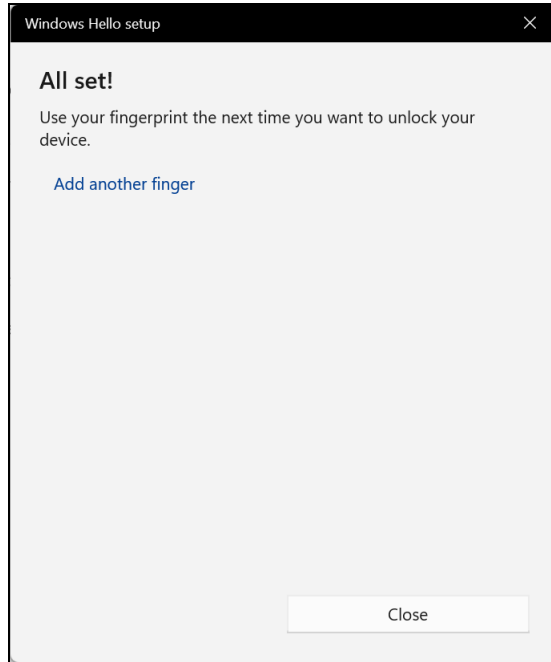 Windows Hello setup
All set!
Use your fingerprint the next time you want to unlock your
device.
Add another finger
Close